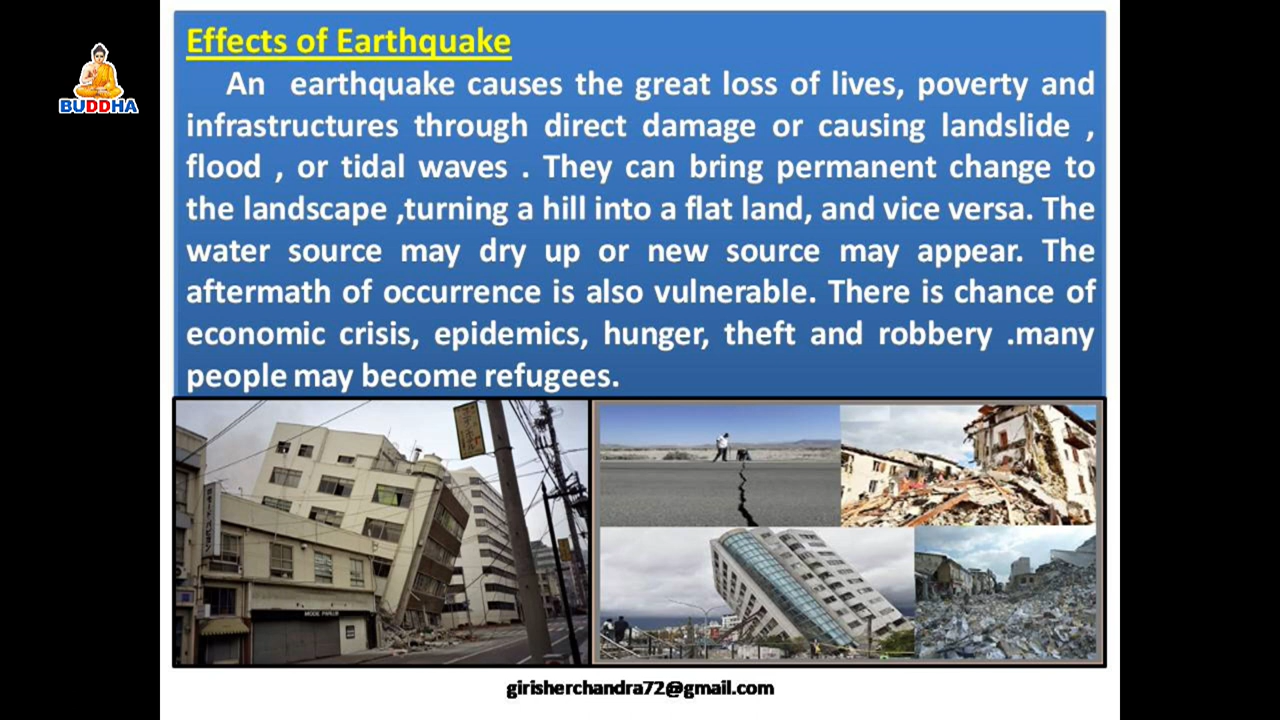 BUDDHA
Effects of Earthquake
An earthquake causes the great loss of lives, poverty and
infrastructures through direct damage or causing landslide ,
flood , or tidal waves . They can bring permanent change to
the landscape ,turning a hill into a flat land, and vice versa. The
water source may dry up or new source may appear. The
aftermath of occurrence is also vulnerable. There is chance of
economic crisis, epidemics, hunger, theft and robbery .many
people may become refugees.
girisherchandra72@gmail.com